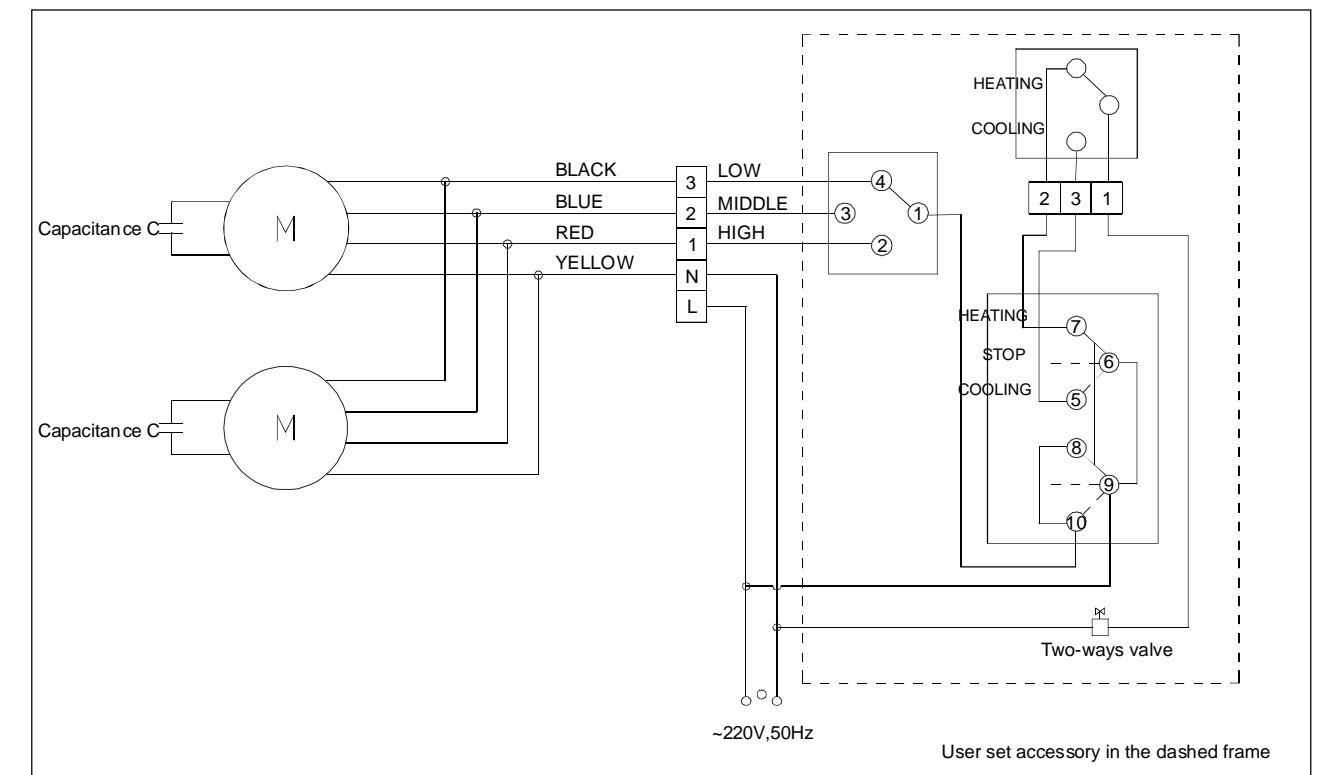 HEATING
COOLING
2 3 1
BLACK 3 LOW 4
BLUE 2 MIDDLE 3 1
RED 1 HIGH 2
YELLOW N
L
Capacitance C M
HEATING 7
STOP 6
COOLING 5
8
9
10
Capacitance C M
Two-ways valve
~220V,50Hz
User set accessory in the dashed frame